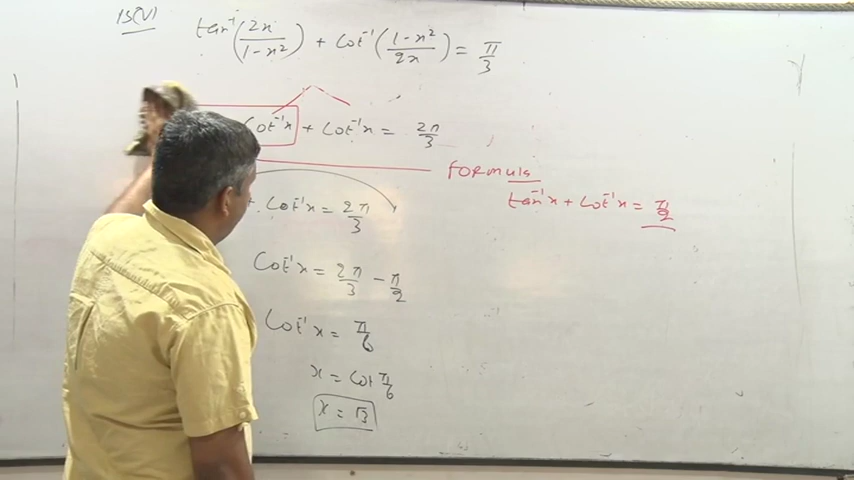 13(V)
tan⁻¹(2x/1-x²) + Cot⁻¹(1-x²/2x) = π/3
Cot⁻¹x + Cot⁻¹x = 2π/3
Formula
tan⁻¹x + Cot⁻¹x = π/2
+ Cot⁻¹x = 2π/3
Cot⁻¹x = 2π/3 - π/2
Cot⁻¹x = π/6
x = Cot π/6
x = √3